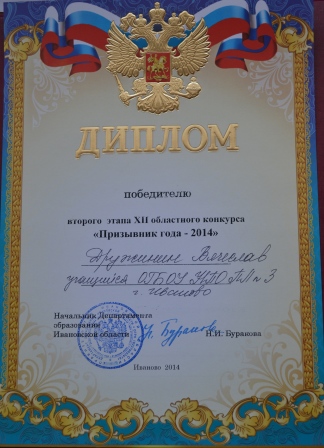 ДИПЛОМ
победителю
второго этапа XII областного конкурса
«Призывник года - 2014»
Дружинин Вячеслав
учащийся ОГБОУ НПО ПЛ № 3
г. Иваново
Начальник Департамента
образования
Ивановской области
Н.И. Буракова
Иваново 2014